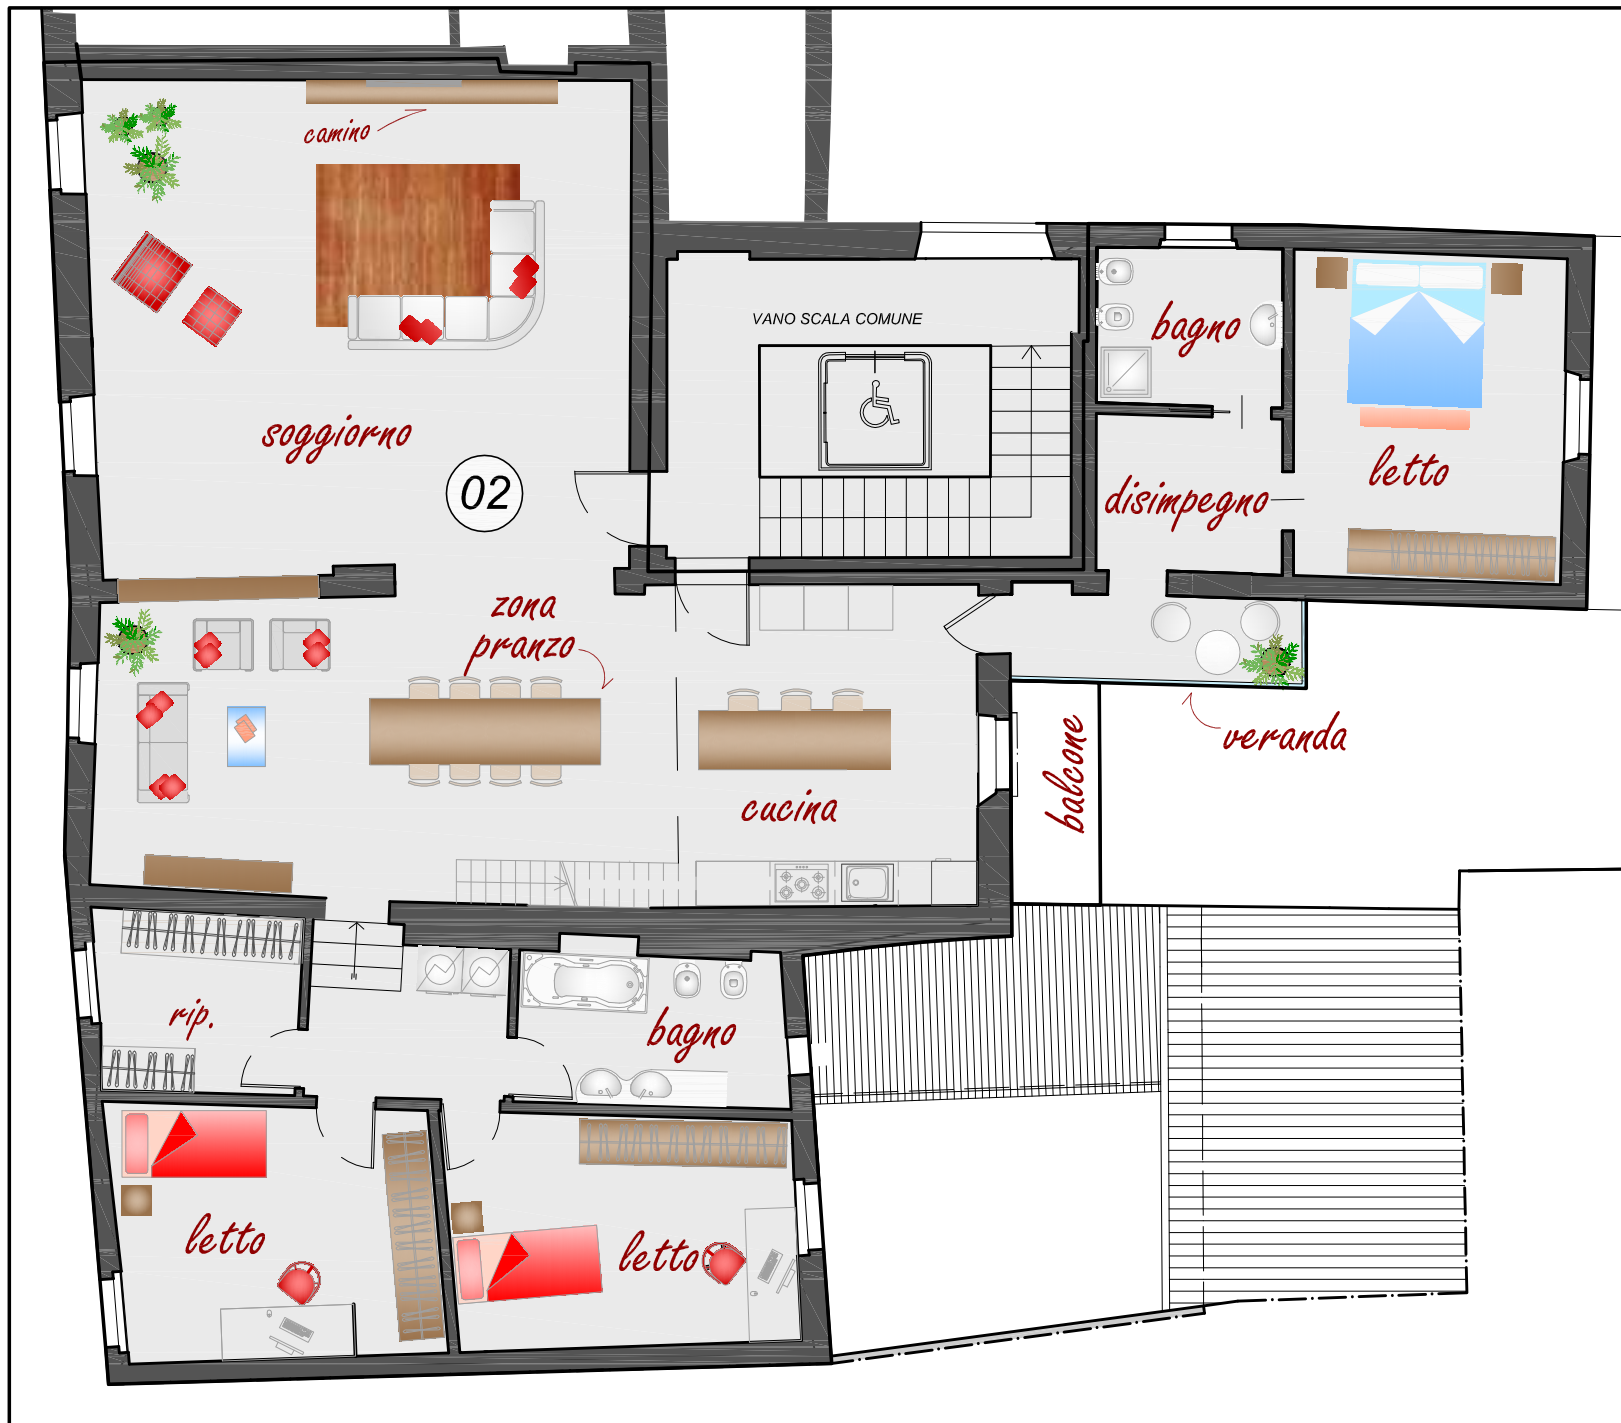 camino
VANO SCALA COMUNE
bagno
soggiorno
02
letto
disimpegno
zona
pranzo
veranda
balcone
cucina
rip.
bagno
letto
letto